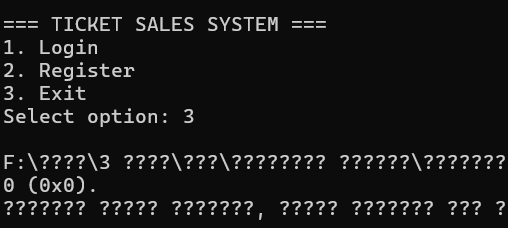 === TICKET SALES SYSTEM ===
1. Login
2. Register
3. Exit
Select option: 3
F:\????\3 ????\???\???????? ??????\???????
0 (0x0).
??????? ????? ???????, ????? ??????? ??? ?